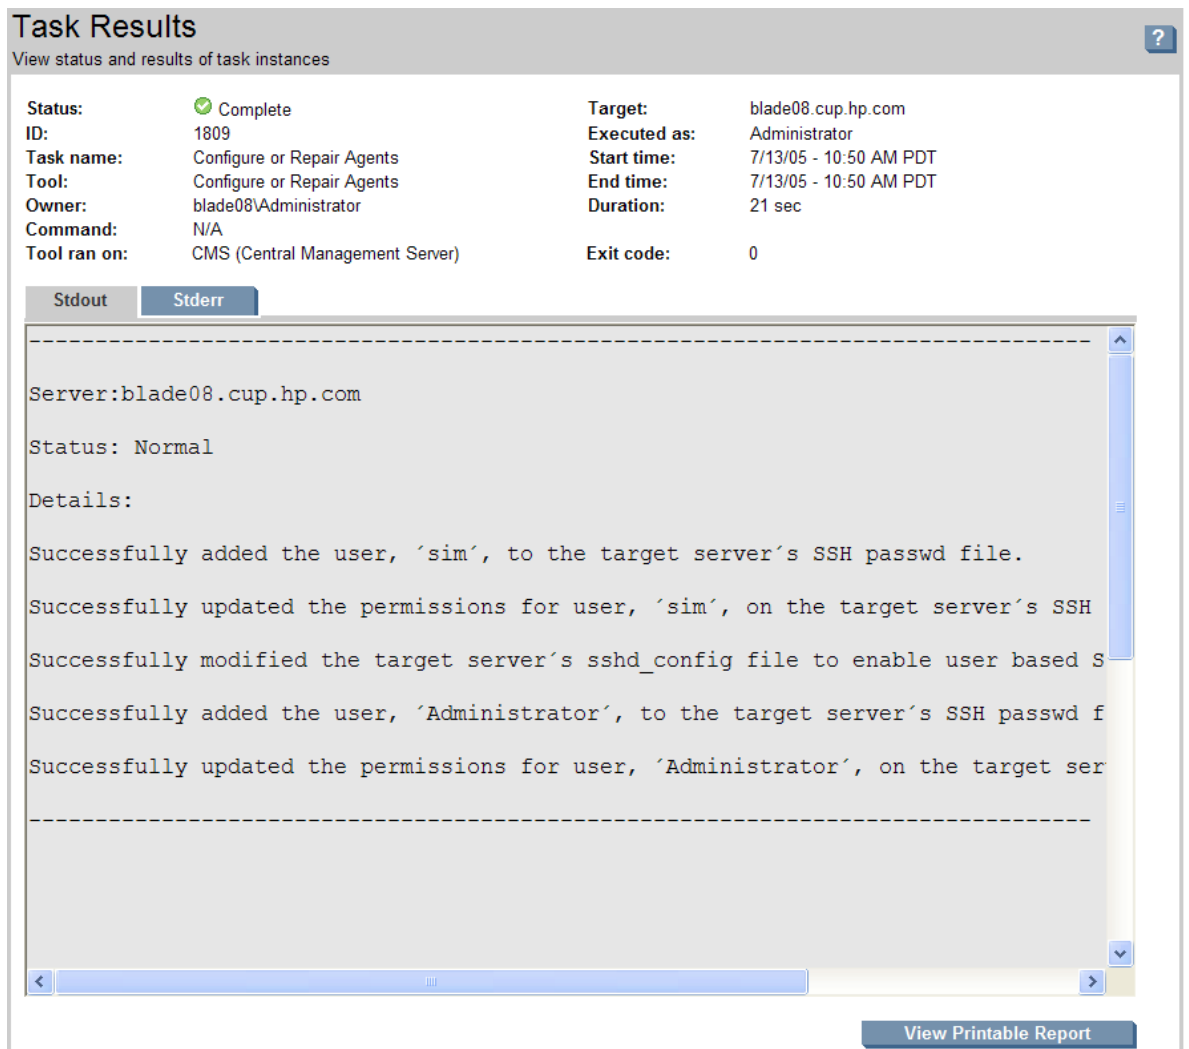 Task Results
?
View status and results of task instances
Status: Complete Target: blade08.cup.hp.com
ID: 1809 Executed as: Administrator
Task name: Configure or Repair Agents Start time: 7/13/05 - 10:50 AM PDT
Tool: Configure or Repair Agents End time: 7/13/05 - 10:50 AM PDT
Owner: blade08\Administrator Duration: 21 sec
Command: N/A
Tool ran on: CMS (Central Management Server) Exit code: 0
Stdout Stderr
--------------------------------------------------------------------------------
Server:blade08.cup.hp.com
Status: Normal
Details:
Successfully added the user, ´sim´, to the target server´s SSH passwd file.
Successfully updated the permissions for user, ´sim´, on the target server´s SSH
Successfully modified the target server´s sshd_config file to enable user based S
Successfully added the user, ´Administrator´, to the target server´s SSH passwd f
Successfully updated the permissions for user, ´Administrator´, on the target ser
--------------------------------------------------------------------------------
View Printable Report